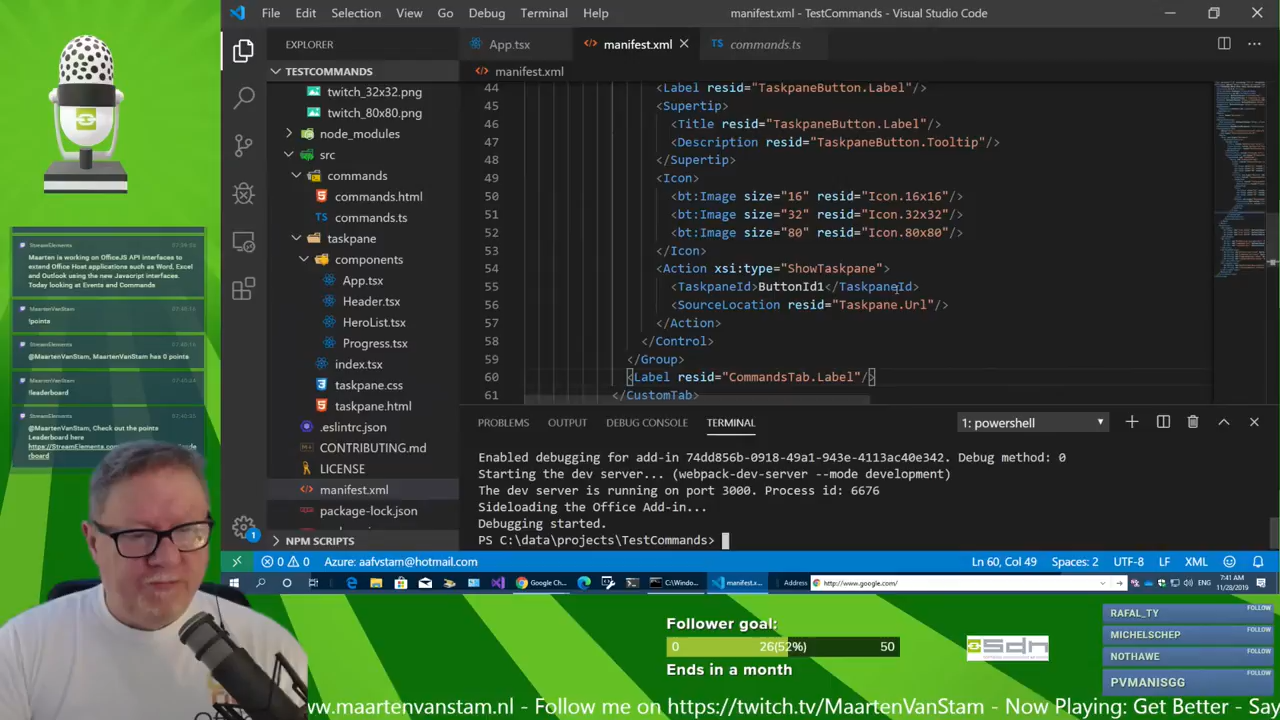 File Edit Selection View Go Debug Terminal Help
manifest.xml - TestCommands - Visual Studio Code
EXPLORER
TESTCOMMANDS
twitch_32x32.png
twitch_80x80.png
node_modules
src
commands
commands.html
commands.ts
taskpane
components
App.tsx
Header.tsx
HeroList.tsx
Progress.tsx
index.tsx
taskpane.css
taskpane.html
.eslintrc.json
CONTRIBUTING.md
LICENSE
manifest.xml
package-lock.json
NPM SCRIPTS
App.tsx
manifest.xml
commands.ts
manifest.xml
44 <Label resid="TaskpaneButton.Label"/>
45 <Supertip>
46 <Title resid="TaskpaneButton.Label"/>
47 <Description resid="TaskpaneButton.Tooltip"/>
48 </Supertip>
49 <Icon>
50 <bt:Image size="16" resid="Icon.16x16"/>
51 <bt:Image size="32" resid="Icon.32x32"/>
52 <bt:Image size="80" resid="Icon.80x80"/>
53 </Icon>
54 <Action xsi:type="ShowTaskpane">
55 <TaskpaneId>ButtonId1</TaskpaneId>
56 <SourceLocation resid="Taskpane.Url"/>
57 </Action>
58 </Control>
59 </Group>
60 <Label resid="CommandsTab.Label"/>
61 </CustomTab>
PROBLEMS OUTPUT DEBUG CONSOLE TERMINAL
1: powershell
Enabled debugging for add-in 74dd8561-0918-49a1-943e-4113ac40e342. Debug method: 0
Starting the dev server... (webpack-dev-server --mode development)
The dev server is running on port 3000. Process id: 6676
Sideloading the Office Add-in...
Debugging started.
PS C:\data\projects\TestCommands>
0 0 Azure: aafvstam@hotmail.com
Ln 60, Col 49 Spaces: 2 UTF-8 LF XML
Google Ch...
C:\Windo...
manifest.x...
Address
http://www.google.com/
ENG
7:41 AM
11/28/2019
StreamElements
Maarten is working on OfficeJS API interfaces to
extend Office Host applications such as Word, Excel
and Outlook using the new Javascript interfaces.
Today looking at Events and Commands
MaartenVanStam
!points
StreamElements
@MaartenVanStam, MaartenVanStam has 0 points
MaartenVanStam
!leaderboard
StreamElements
@MaartenVanStam, Check out the points
Leaderboard here
Follower goal:
0 26(52%) 50
Ends in a month
sdn
RAFAL_TY FOLLOW
MICHELSCHEP FOLLOW
NOTHAWE FOLLOW
PVMANISGG FOLLOW
ww.maartenvanstam.nl - Follow me on https://twitch.tv/MaartenVanStam - Now Playing: Get Better - Say